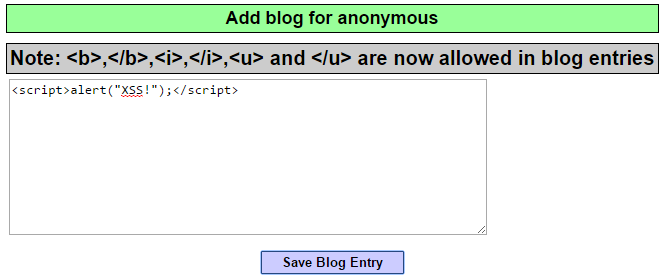 Add blog for anonymous
Note: <b>,</b>,<i>,</i>,<u> and </u> are now allowed in blog entries
<script>alert("XSS!");</script>
Save Blog Entry